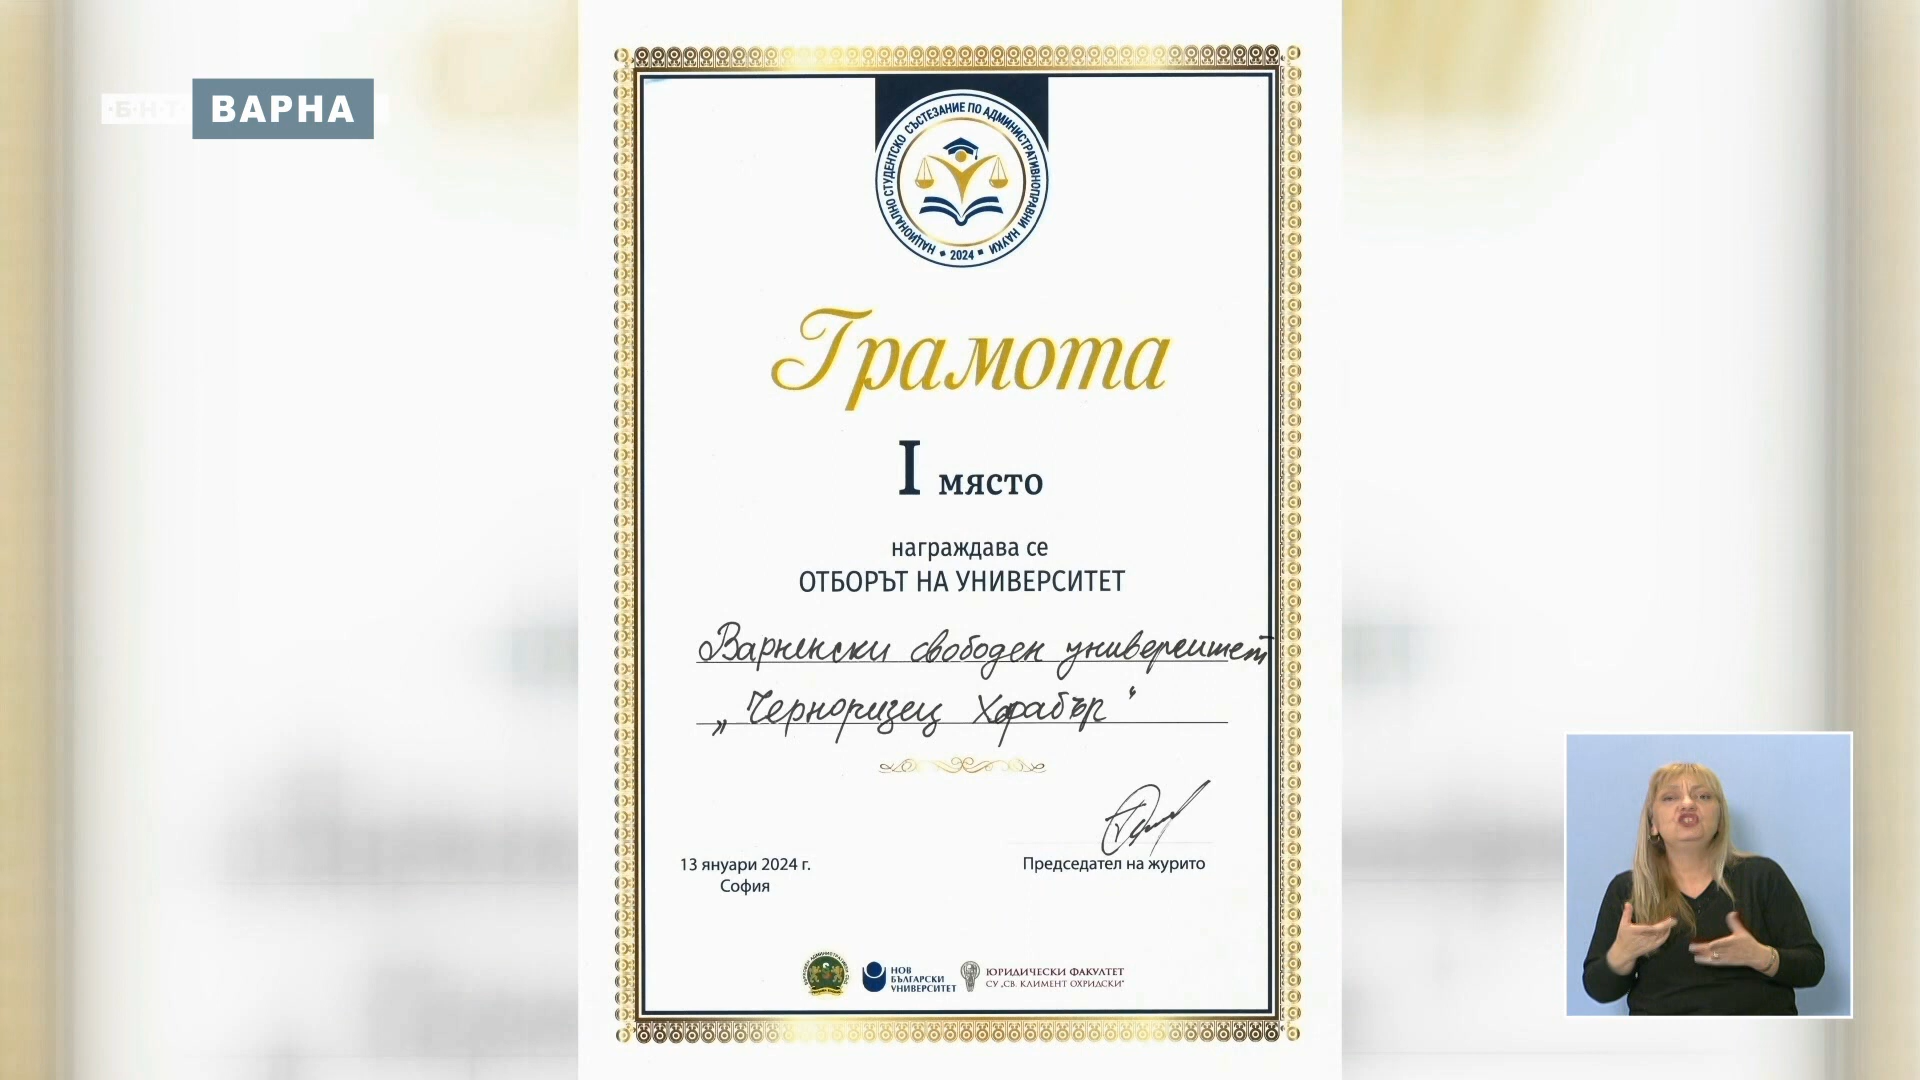 ·Б·Н·Т·
ВАРНА
НАЦИОНАЛНО СТУДЕНТСКО СЪСТЕЗАНИЕ ПО АДМИНИСТРАТИВНОПРАВНИ НАУКИ
2024
Грамота
I място
награждава се
ОТБОРЪТ НА УНИВЕРСИТЕТ
Варненски свободен университет
„Черноризец Храбър“
13 януари 2024 г.
София
Председател на журито
НОВ
БЪЛГАРСКИ
УНИВЕРСИТЕТ
ЮРИДИЧЕСКИ ФАКУЛТЕТ
СУ „СВ. КЛИМЕНТ ОХРИДСКИ“